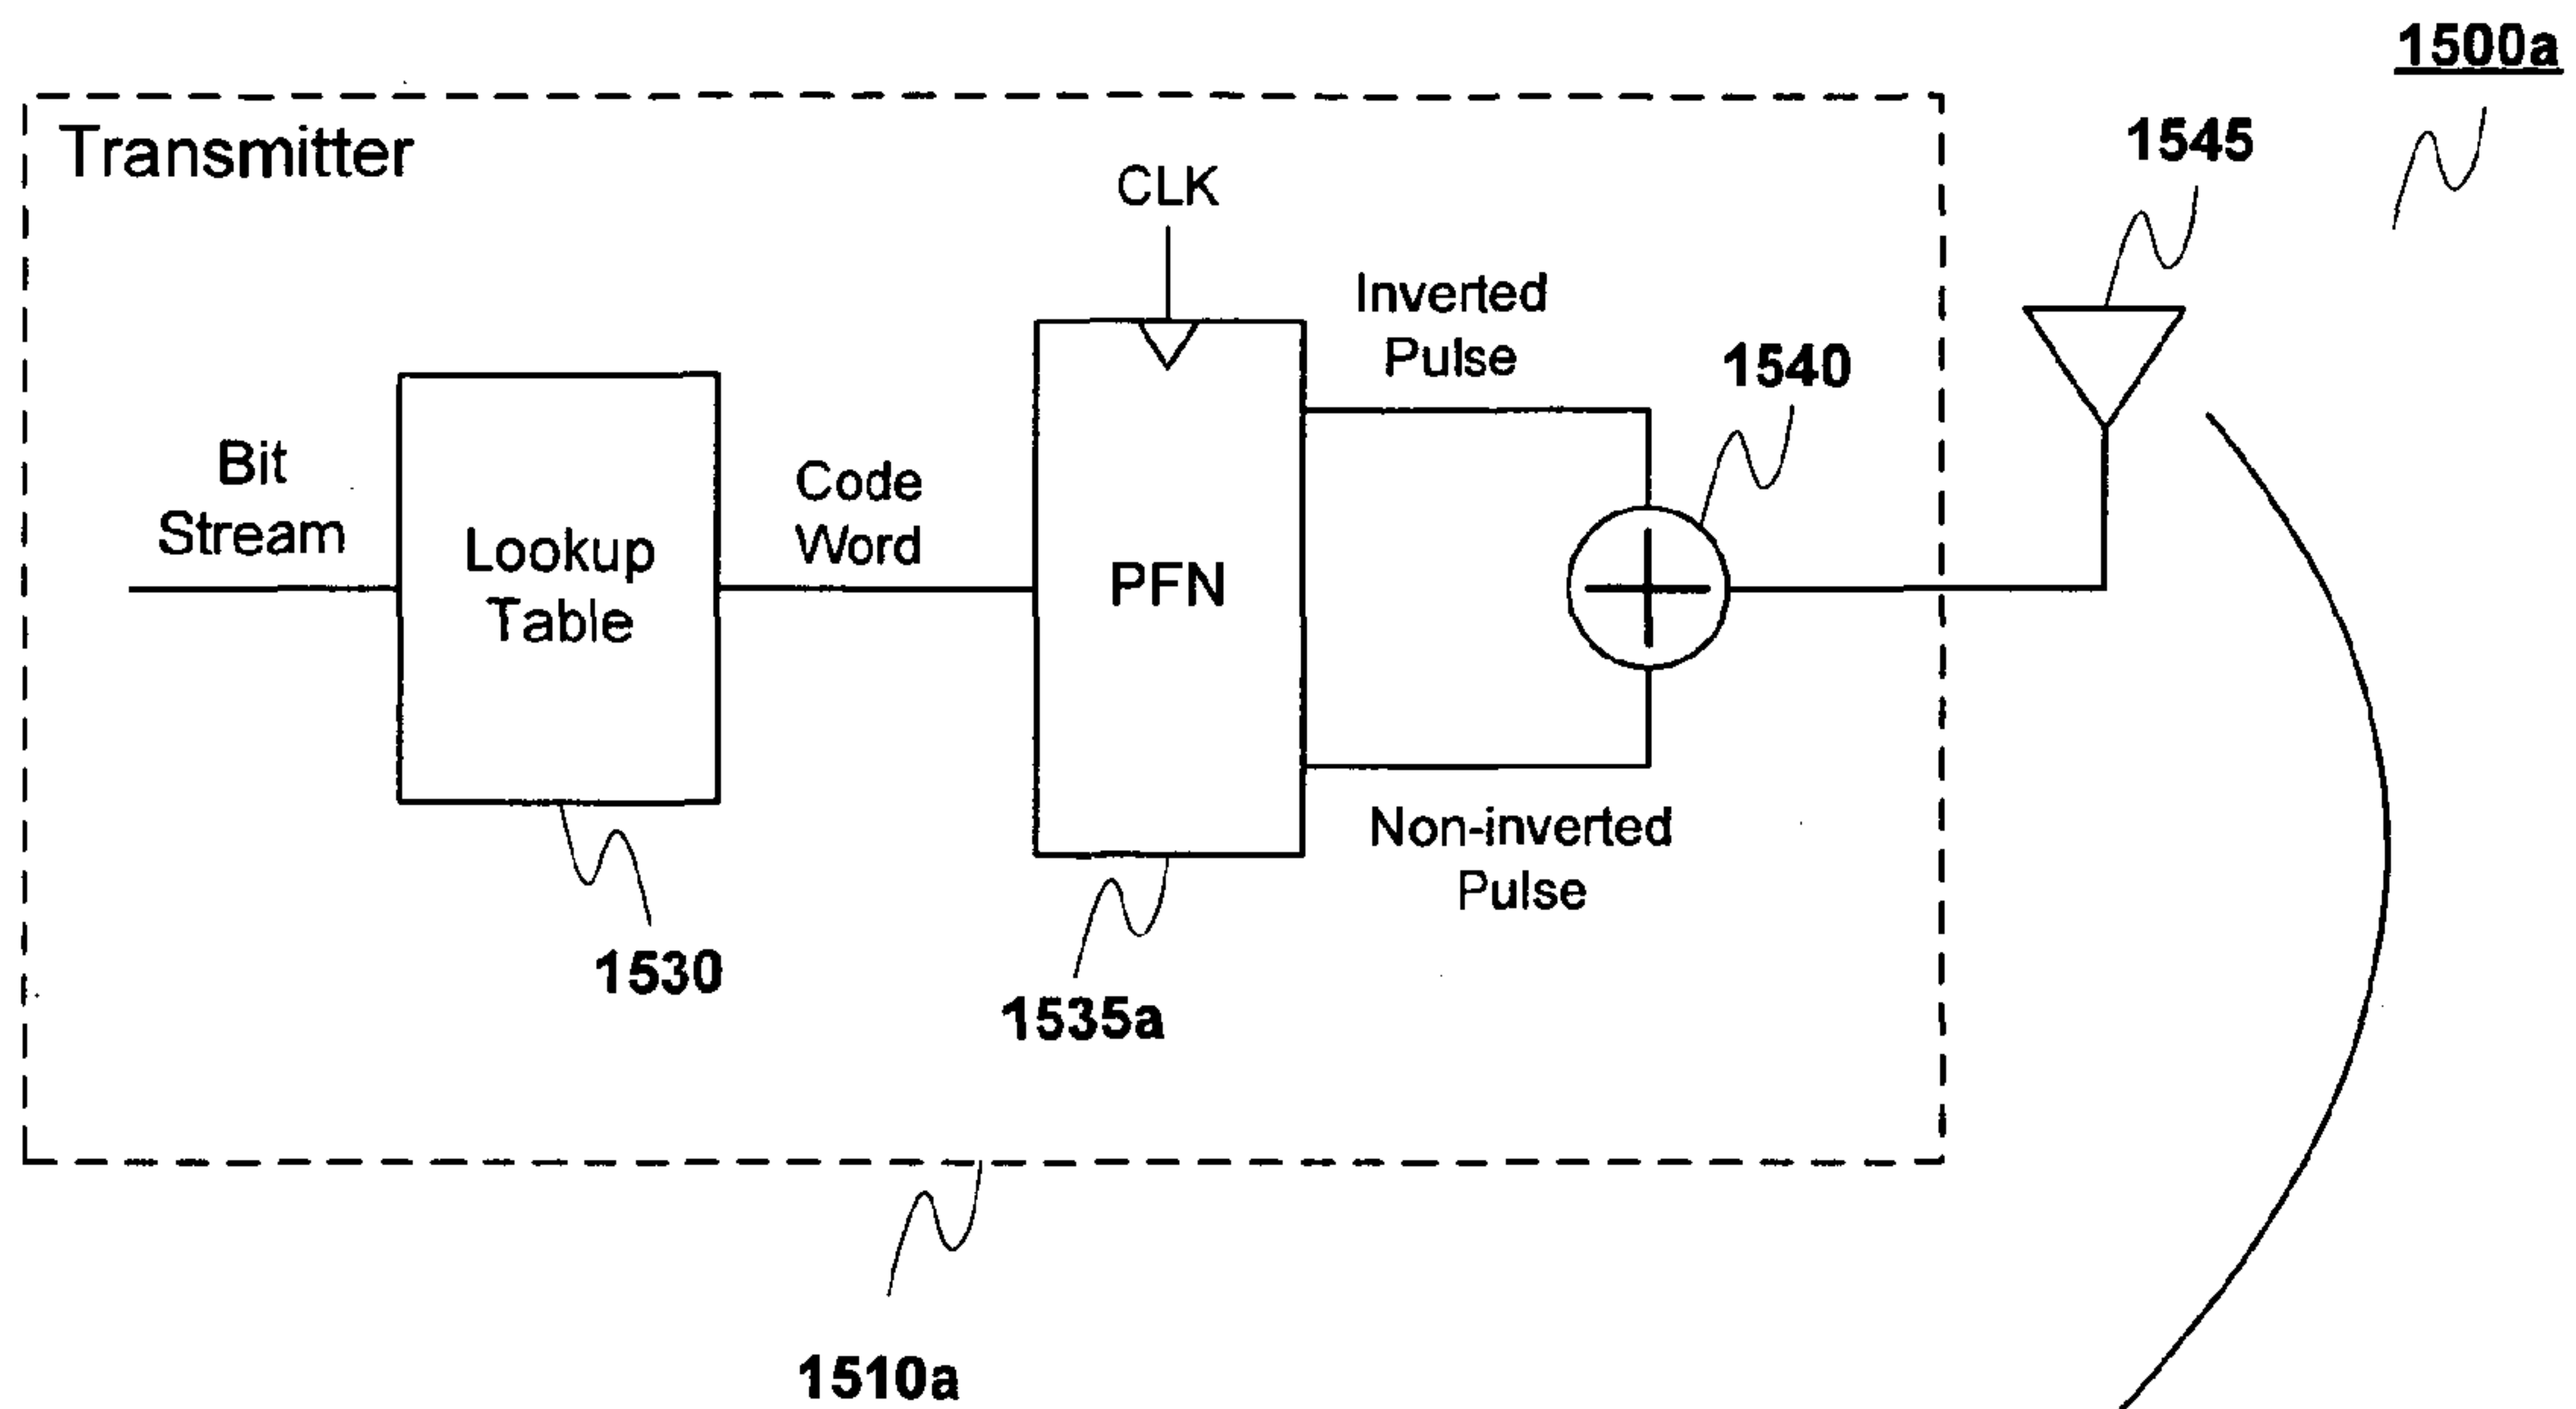 1500a
Transmitter
1545
CLK
Inverted
Pulse
1540
Bit
Stream
Lookup
Table
Code
Word
PFN
Non-inverted
Pulse
1530
1535a
1510a